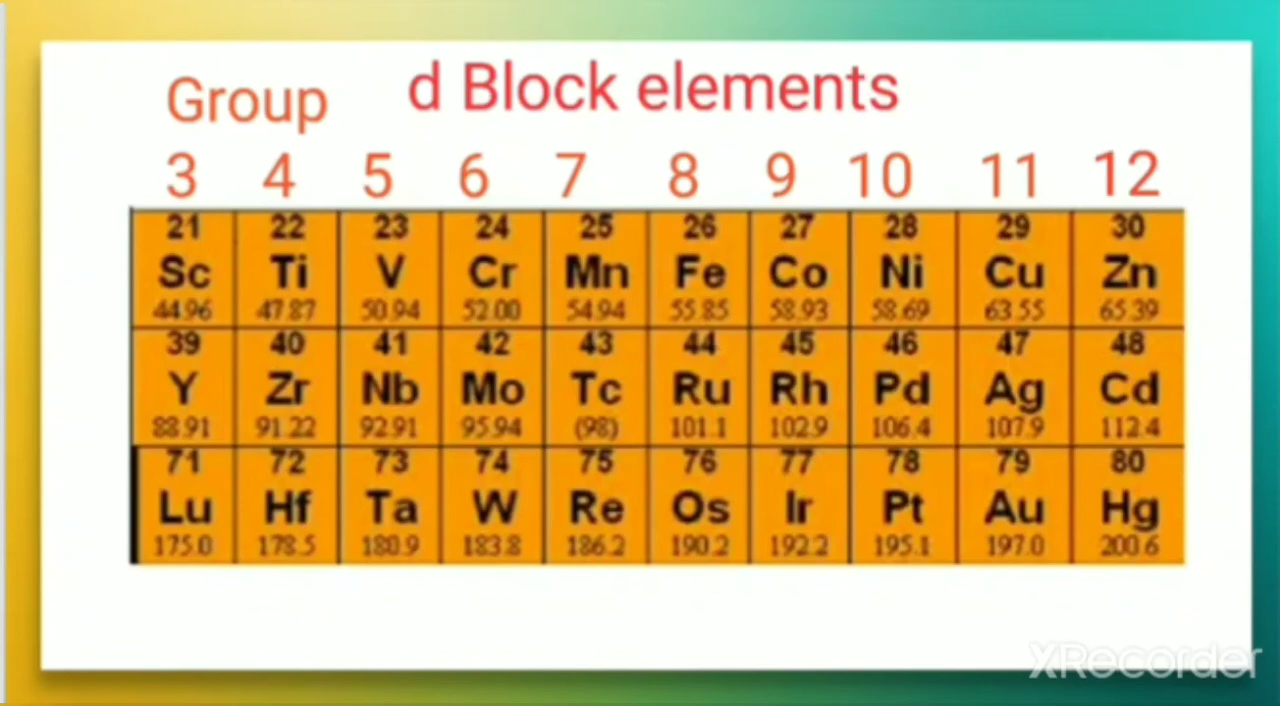 Group d Block elements
3 4 5 6 7 8 9 10 11 12
21 22 23 24 25 26 27 28 29 30
Sc Ti V Cr Mn Fe Co Ni Cu Zn
44.96 47.87 50.94 52.00 54.94 55.85 58.93 58.69 63.55 65.39
39 40 41 42 43 44 45 46 47 48
Y Zr Nb Mo Tc Ru Rh Pd Ag Cd
88.91 91.22 92.91 95.94 (98) 101.1 102.9 106.4 107.9 112.4
71 72 73 74 75 76 77 78 79 80
Lu Hf Ta W Re Os Ir Pt Au Hg
175.0 178.5 180.9 183.8 186.2 190.2 192.2 195.1 197.0 200.6
XRecorder